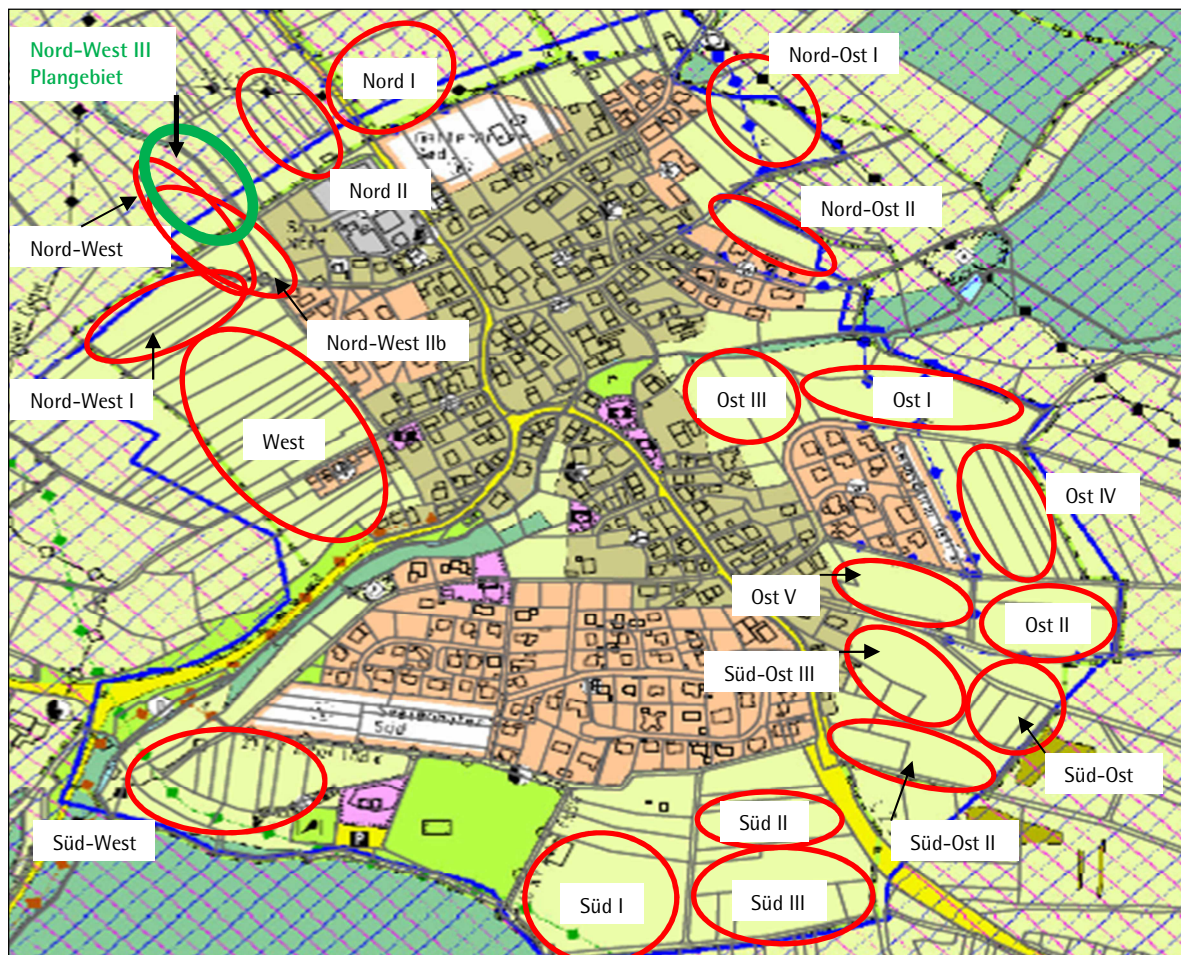 Nord-West III
Plangebiet
Nord I
Nord-Ost I
Nord II
Nord-West
Nord-Ost II
Nord-West IIb
Nord-West I
West
Ost III
Ost I
Ost IV
Ost V
Ost II
Süd-Ost III
Süd-Ost
Süd-West
Süd II
Süd-Ost II
Süd I
Süd III
P